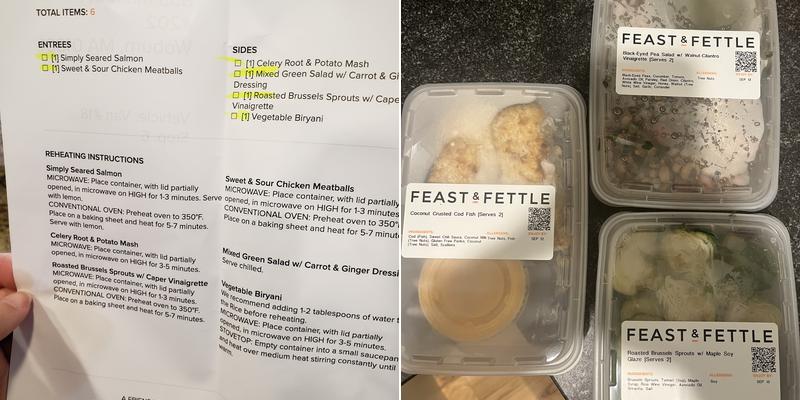 TOTAL ITEMS: 6
ENTREES
[1] Simply Seared Salmon
[1] Sweet & Sour Chicken Meatballs
SIDES
[1] Celery Root & Potato Mash
[1] Mixed Green Salad w/ Carrot & Gi
Dressing
[1] Roasted Brussels Sprouts w/ Cape
Vinaigrette
[1] Vegetable Biryani
REHEATING INSTRUCTIONS
Simply Seared Salmon
MICROWAVE: Place container, with lid partially
opened, in microwave on HIGH for 1-3 minutes. Serve
with lemon.
CONVENTIONAL OVEN: Preheat oven to 350°F.
Place on a baking sheet and heat for 5-7 minutes.
Serve with lemon.
Celery Root & Potato Mash
MICROWAVE: Place container, with lid partially
opened, in microwave on HIGH for 3-5 minutes.
Roasted Brussels Sprouts w/ Caper Vinaigrette
MICROWAVE: Place container, with lid partially
opened, in microwave on HIGH for 1-3 minutes.
CONVENTIONAL OVEN: Preheat oven to 350°F.
Place on a baking sheet and heat for 5-7 minutes.
Sweet & Sour Chicken Meatballs
MICROWAVE: Place container, with lid partially
opened, in microwave on HIGH for 1-3 minutes.
CONVENTIONAL OVEN: Preheat oven to 350°
Place on a baking sheet and heat for 5-7 minut
Mixed Green Salad w/ Carrot & Ginger Dressi
Serve chilled.
Vegetable Biryani
We recommend adding 1-2 tablespoons of water t
the Rice before reheating.
MICROWAVE: Place container, with lid partially
opened, in microwave on HIGH for 3-5 minutes.
STOVETOP: Empty container into a small saucepan
and heat over medium heat stirring constantly until
warm.
FEAST & FETTLE
Black-Eyed Pea Salad w/ Walnut-Cilantro
Vinaigrette [Serves 2]
Tree Nuts
SEP 12
FEAST & FETTLE
Coconut Crusted Cod Fish [Serves 2]
SEP 12
FEAST & FETTLE
Roasted Brussels Sprouts w/ Maple Soy
Glaze [Serves 2]
Soy
SEP 12